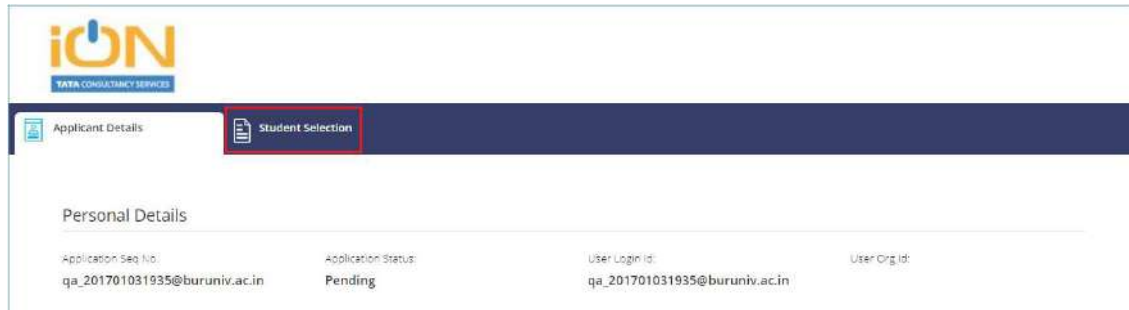 iON
TATA CONSULTANCY SERVICES
Applicant Details
Student Selection
Personal Details
Application Seq No:
Application Status:
User Login Id:
User Org Id:
qa_201701031935@buruniv.ac.in
Pending
qa_201701031935@buruniv.ac.in